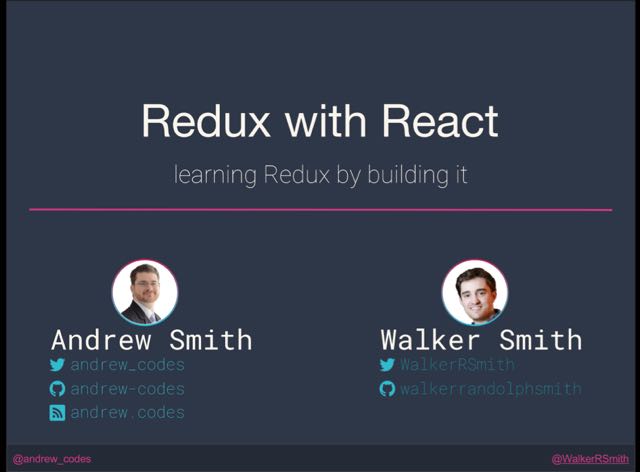 Redux with React
learning Redux by building it
Andrew Smith
andrew_codes
andrew-codes
andrew.codes
Walker Smith
WalkerRSmith
walkerrandolphsmith
@andrew_codes
@WalkerRSmith